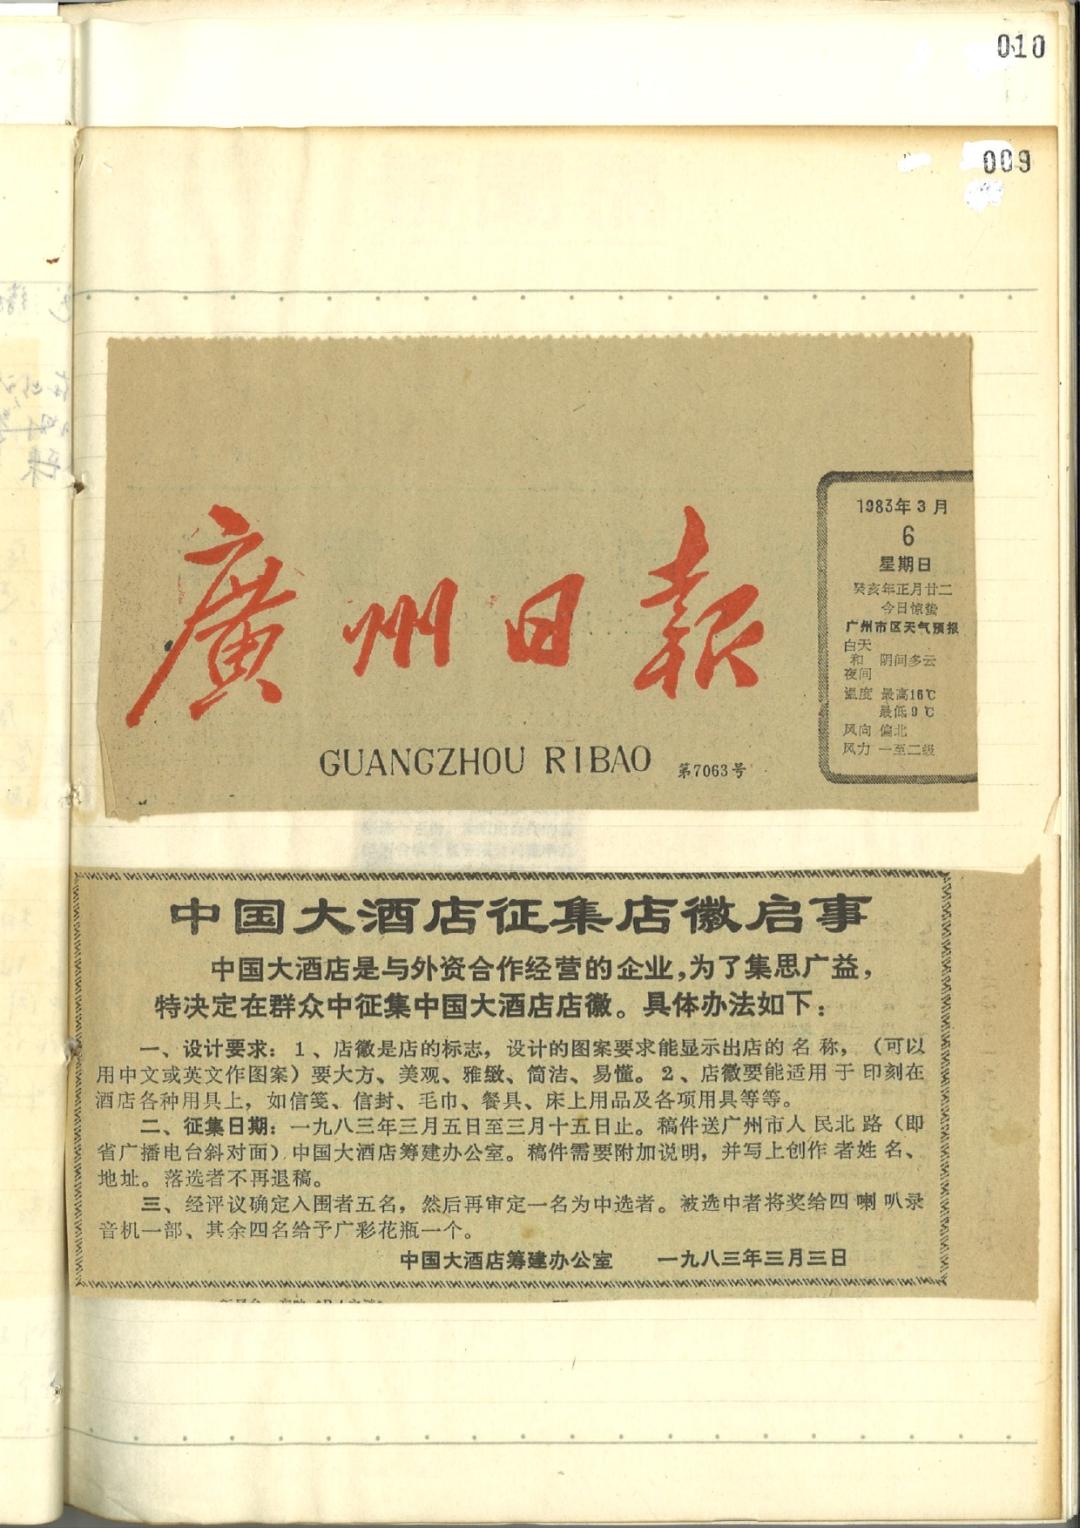 010
009
廣州日報
GUANGZHOU RIBAO 第7063号
1983年3月
6
星期日
癸亥年正月廿二
今日惊蛰
广州市区天气预报
白天
和 阴间多云
夜间
温度 最高16℃
最低9℃
风向 偏北
风力 一至二级
中国大酒店征集店徽启事
中国大酒店是与外资合作经营的企业，为了集思广益，
特决定在群众中征集中国大酒店店徽。具体办法如下：
一、设计要求：1、店徽是店的标志，设计的图案要求能显示出店的名称，（可以
用中文或英文作图案）要大方、美观、雅致、简洁、易懂。2、店徽要能适用于印刻在
酒店各种用具上，如信笺、信封、毛巾、餐具、床上用品及各项用具等等。
二、征集日期：一九八三年三月五日至三月十五日止。稿件送广州市人民北路（即
省广播电台斜对面）中国大酒店筹建办公室。稿件需要附加说明，并写上创作者姓名、
地址。落选者不再退稿。
三、经评议确定入围者五名，然后再审定一名为中选者。被选中者将奖给四喇叭录
音机一部、其余四名给予广彩花瓶一个。
中国大酒店筹建办公室 一九八三年三月三日